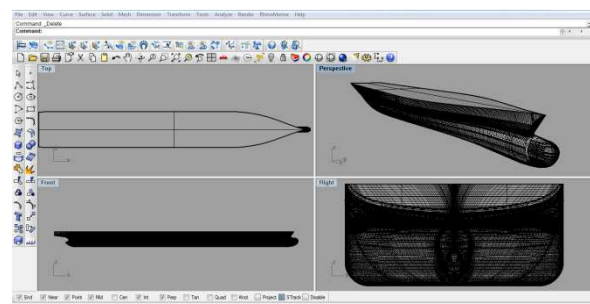 File Edit View Curve Surface Solid Mesh Dimension Transform Tools Analyze Render RhinoMarine Help
Command: _Delete
Command:
Top
Perspective
Front
Right
End Near Point Mid Cen Int Perp Tan Quad Knot Project STrack Disable